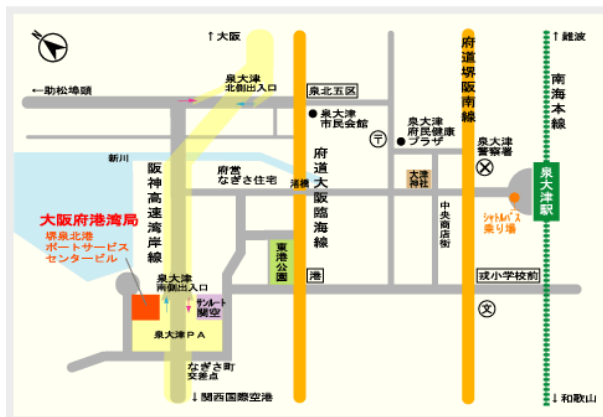 ↑大阪
↑難波
←助松埠頭
泉大津
北側出入口
泉北五区
府道堺阪南線
南海本線
泉大津
市民会館
泉大津
府民健康
プラザ
泉大津
警察署
〒
新川
阪神高速湾岸線
府営
なぎさ住宅
渚橋
府道大阪臨海線
大津
神社
中央商店街
泉大津駅
シャトルバス
乗り場
大阪府港湾局
堺泉北港
ポートサービス
センタービル
泉大津
南側出入口
東港公園
港
戎小学校前
サンルート
関空
文
泉大津PA
なぎさ町
交差点
↓関西国際空港
↓和歌山